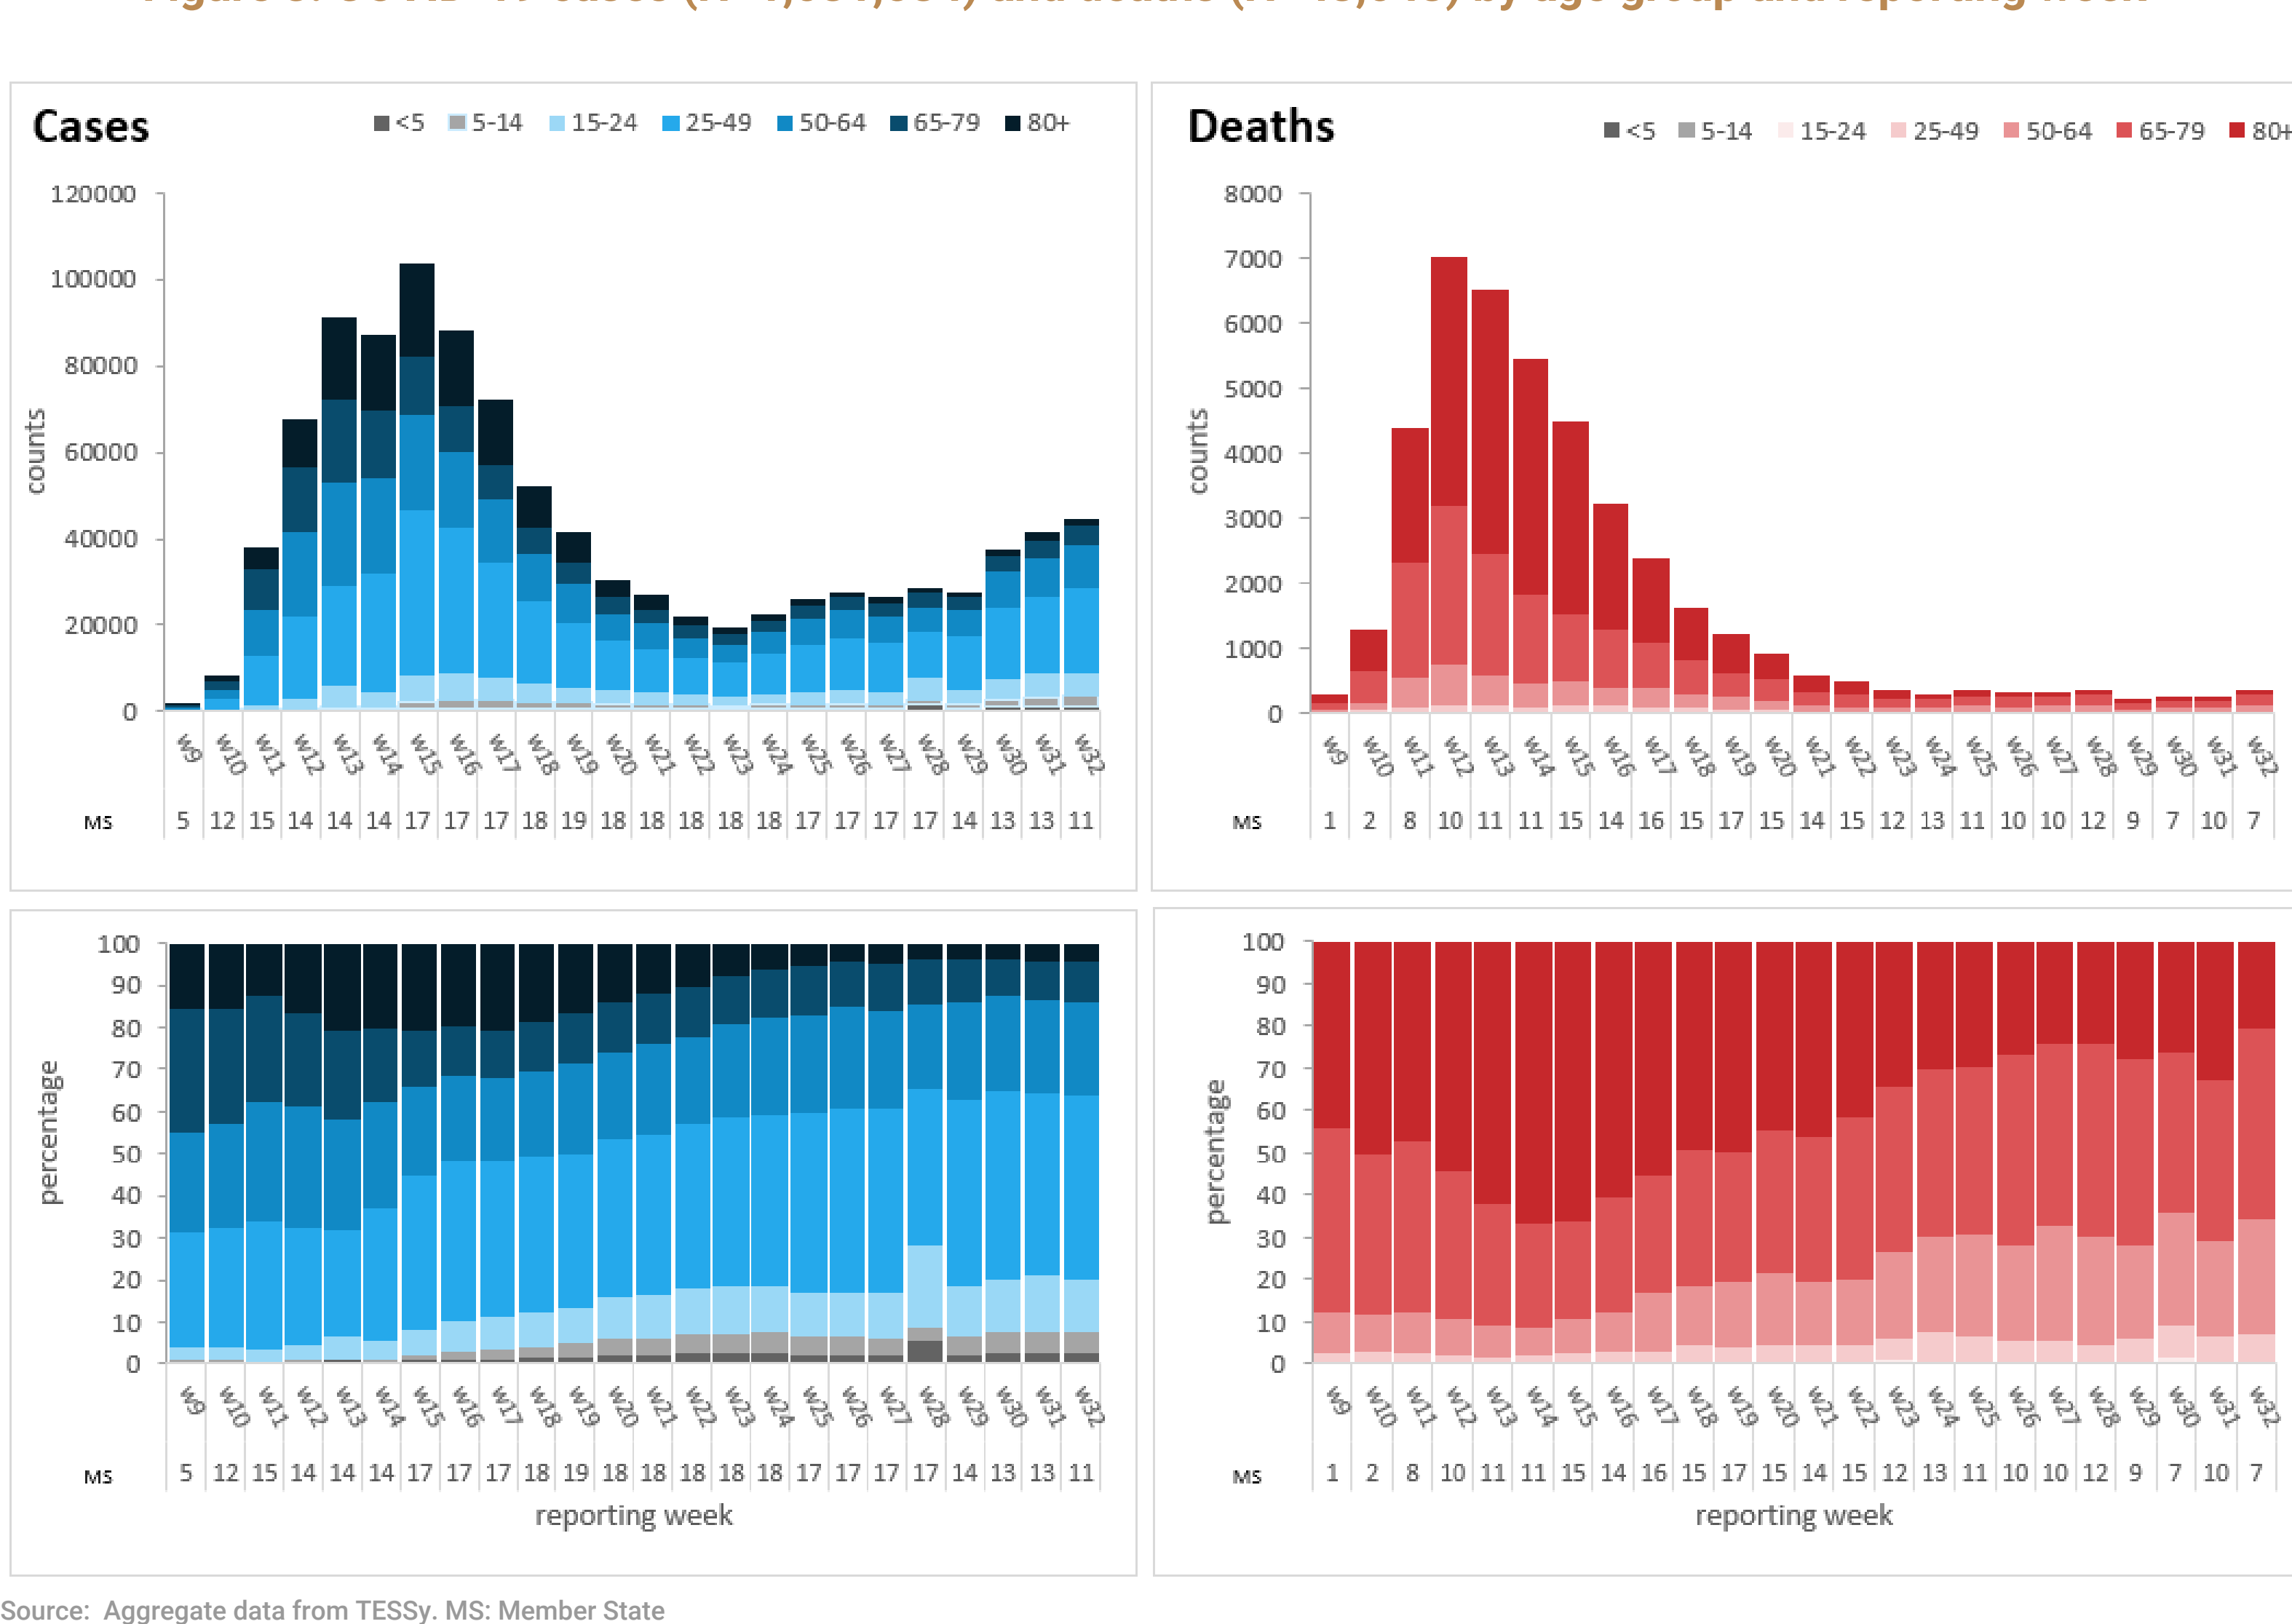 and deaths by age group and reporting week
Cases
<5 5-14 15-24 25-49 50-64 65-79 80+
120000
100000
80000
60000
40000
20000
0
counts
w9 w10 w11 w12 w13 w14 w15 w16 w17 w18 w19 w20 w21 w22 w23 w24 w25 w26 w27 w28 w29 w30 w31 w32
MS 5 12 15 14 14 14 17 17 17 18 19 18 18 18 18 18 17 17 17 17 14 13 13 11
Deaths
<5 5-14 15-24 25-49 50-64 65-79 80+
8000
7000
6000
5000
4000
3000
2000
1000
0
counts
w9 w10 w11 w12 w13 w14 w15 w16 w17 w18 w19 w20 w21 w22 w23 w24 w25 w26 w27 w28 w29 w30 w31 w32
MS 1 2 8 10 11 11 15 14 16 15 17 15 14 15 12 13 11 10 10 12 9 7 10 7
100
90
80
70
60
50
40
30
20
10
0
percentage
w9 w10 w11 w12 w13 w14 w15 w16 w17 w18 w19 w20 w21 w22 w23 w24 w25 w26 w27 w28 w29 w30 w31 w32
MS 5 12 15 14 14 14 17 17 17 18 19 18 18 18 18 18 17 17 17 17 14 13 13 11
reporting week
100
90
80
70
60
50
40
30
20
10
0
percentage
w9 w10 w11 w12 w13 w14 w15 w16 w17 w18 w19 w20 w21 w22 w23 w24 w25 w26 w27 w28 w29 w30 w31 w32
MS 1 2 8 10 11 11 15 14 16 15 17 15 14 15 12 13 11 10 10 12 9 7 10 7
reporting week
Source: Aggregate data from TESSy. MS: Member State